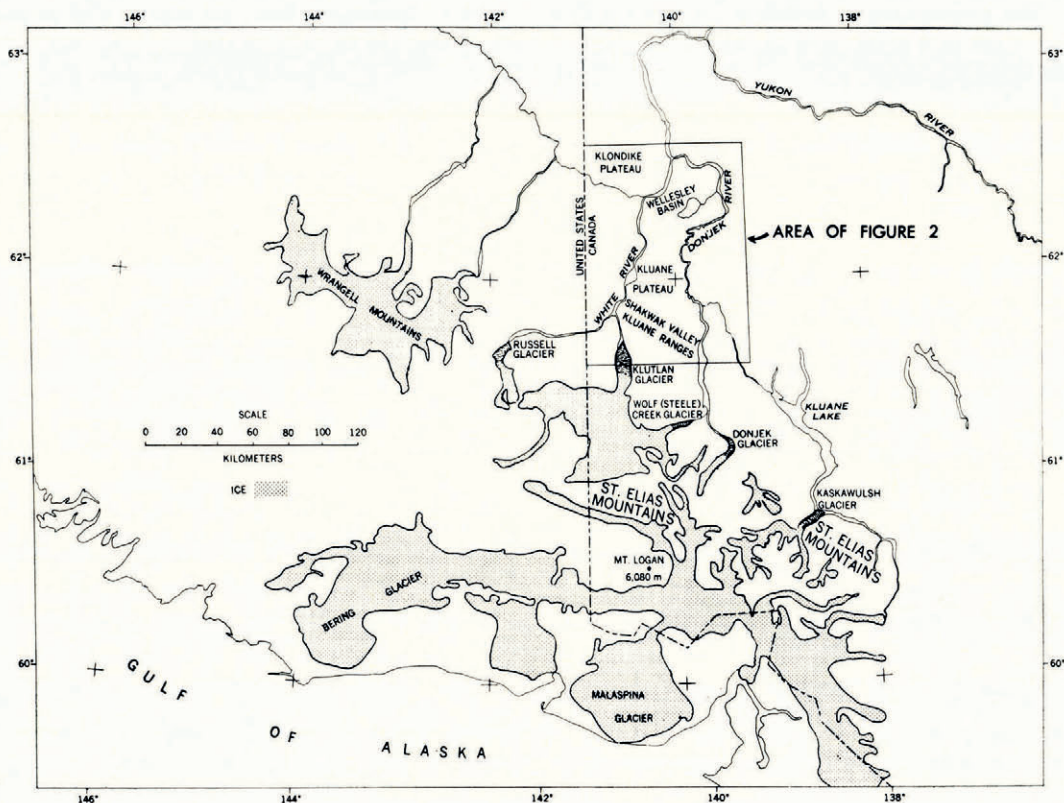 146°
144°
142°
140°
138°
63°
63°
YUKON
RIVER
KLONDIKE
PLATEAU
WELLESLEY
BASIN
RIVER
DONJEK
AREA OF FIGURE 2
UNITED STATES
CANADA
62°
62°
WRANGELL
MOUNTAINS
WHITE RIVER
KLUANE
PLATEAU
SHAKWAK VALLEY
KLUANE RANGES
RUSSELL
GLACIER
KLUTLAN
GLACIER
WOLF (STEELE)
CREEK GLACIER
KLUANE
LAKE
DONJEK
GLACIER
SCALE
0 20 40 60 80 100 120
KILOMETERS
ICE
61°
61°
ST. ELIAS
MOUNTAINS
KASKAWULSH
GLACIER
ST. ELIAS
MOUNTAINS
MT. LOGAN
6,080 m
BERING GLACIER
60°
60°
MALASPINA
GLACIER
GULF
OF
ALASKA
146°
144°
142°
140°
138°